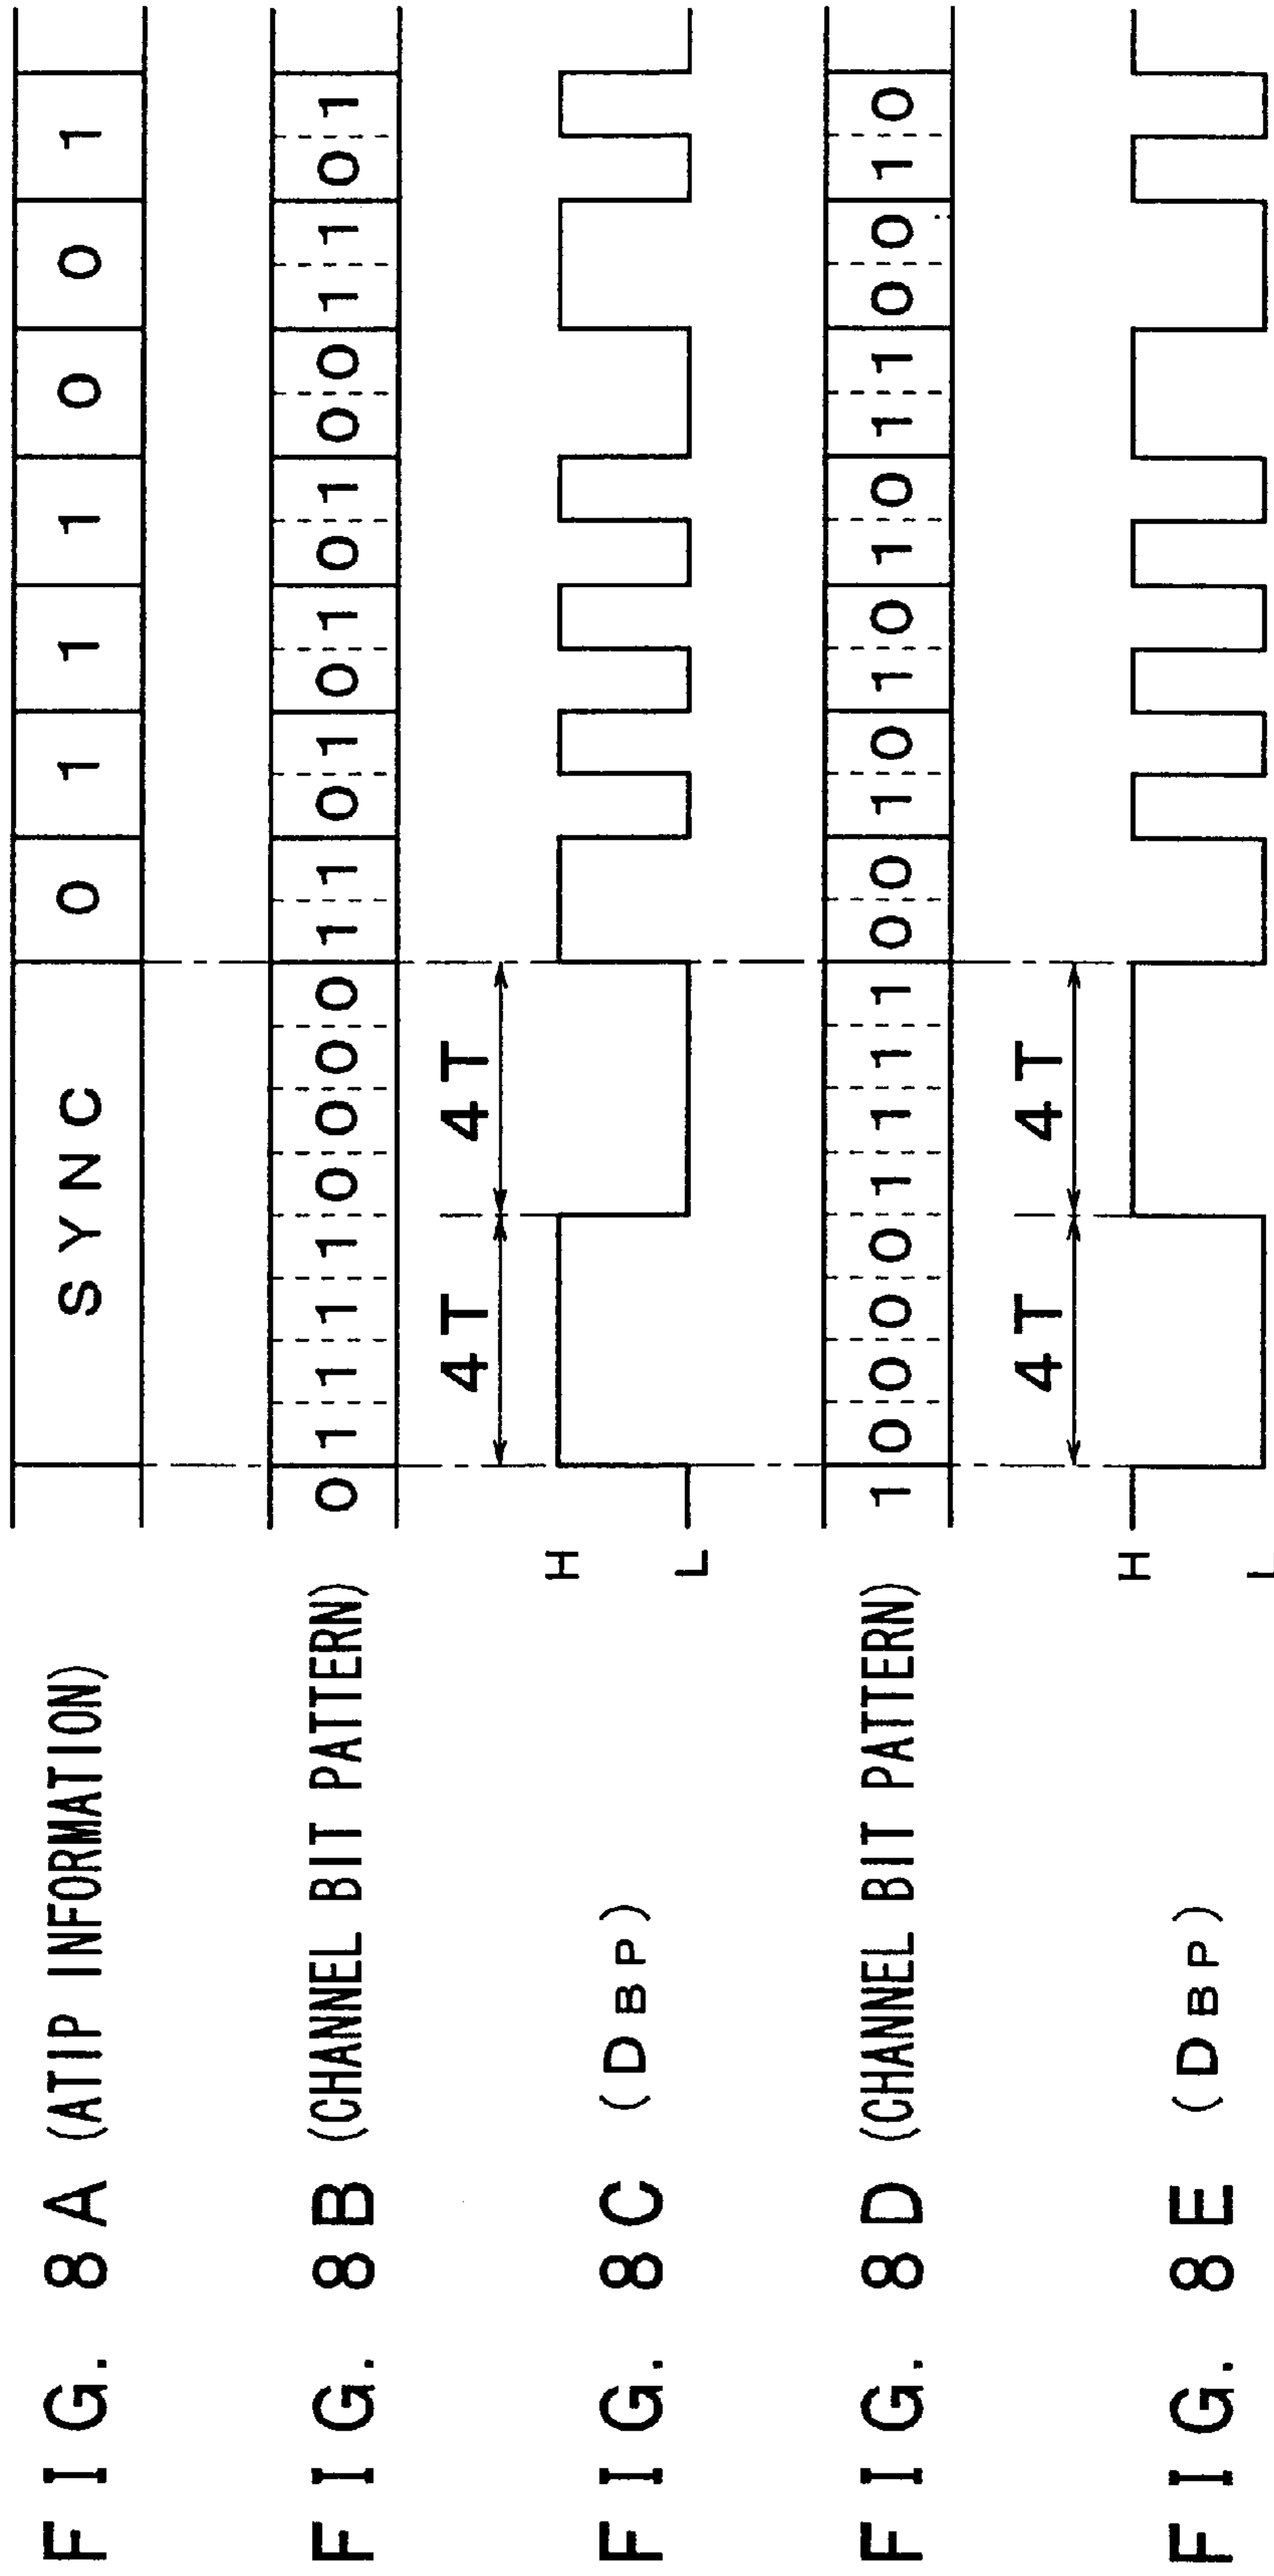 FIG. 8A (ATIP INFORMATION) SYNC 0 1 1 1 0 0 1
FIG. 8B (CHANNEL BIT PATTERN) 0 1 1 1 1 0 0 0 0 1 1 0 1 0 1 0 1 0 0 1 1 0 1
4T 4T
FIG. 8C (DBP) H L
FIG. 8D (CHANNEL BIT PATTERN) 1 0 0 0 0 1 1 1 1 0 0 1 0 1 0 1 0 1 1 0 0 1 0
4T 4T
FIG. 8E (DBP) H L